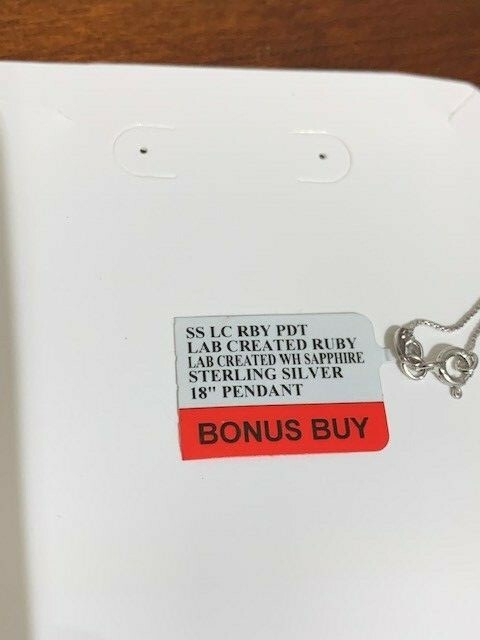 SS LC RBY PDT
LAB CREATED RUBY
LAB CREATED WH SAPPHIRE
STERLING SILVER
18" PENDANT
BONUS BUY